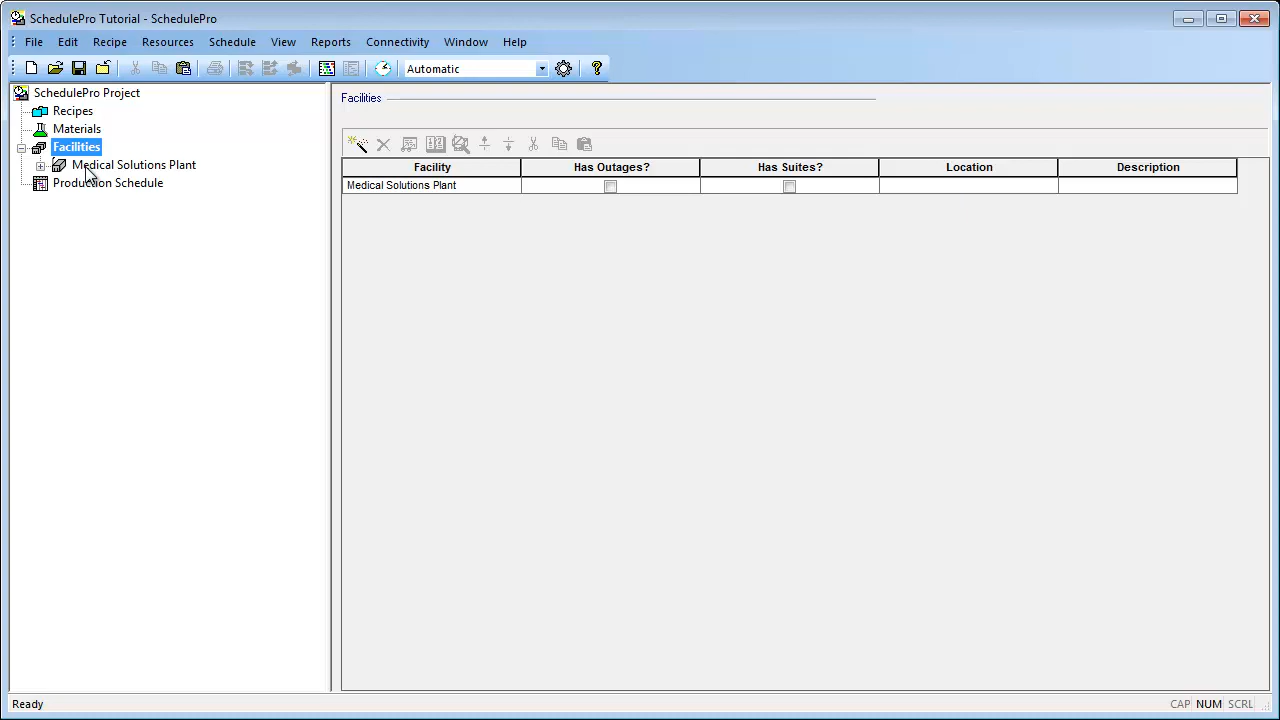 SchedulePro Tutorial - SchedulePro
File Edit Recipe Resources Schedule View Reports Connectivity Window Help
Automatic
SchedulePro Project
Recipes
Materials
Facilities
Medical Solutions Plant
Production Schedule
Facilities
Facility Has Outages? Has Suites? Location Description
Medical Solutions Plant
Ready CAP NUM SCRL